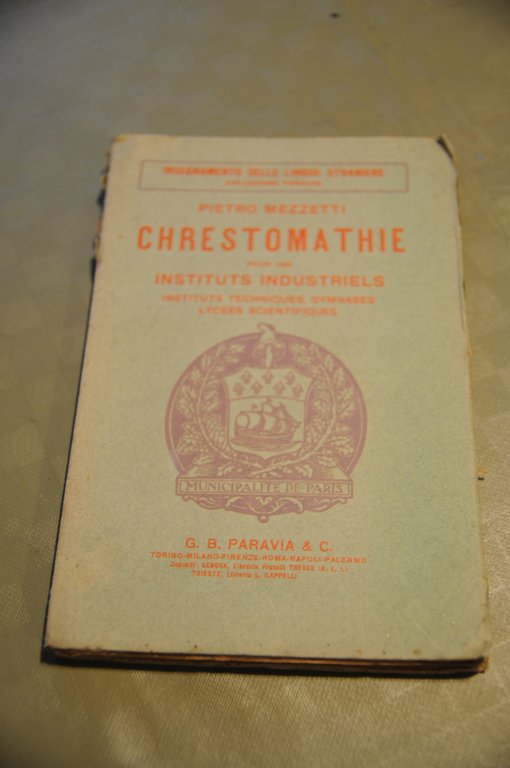 INSEGNAMENTO DELLE LINGUE STRANIERE
(COLLEZIONE PARAVIA)
PIETRO MEZZETTI
CHRESTOMATHIE
POUR LES
INSTITUTS INDUSTRIELS
INSTITUTS TECHNIQUES, GYMNASES
LYCÉES SCIENTIFIQUES
MUNICIPALITÉ DE PARIS
G. B. PARAVIA & C.
TORINO-MILANO-FIRENZE-ROMA-NAPOLI-PALERMO
Depositi: GENOVA, Libreria Fratelli TREVES (A. L. I.)
TRIESTE, Libreria L. CAPPELLI